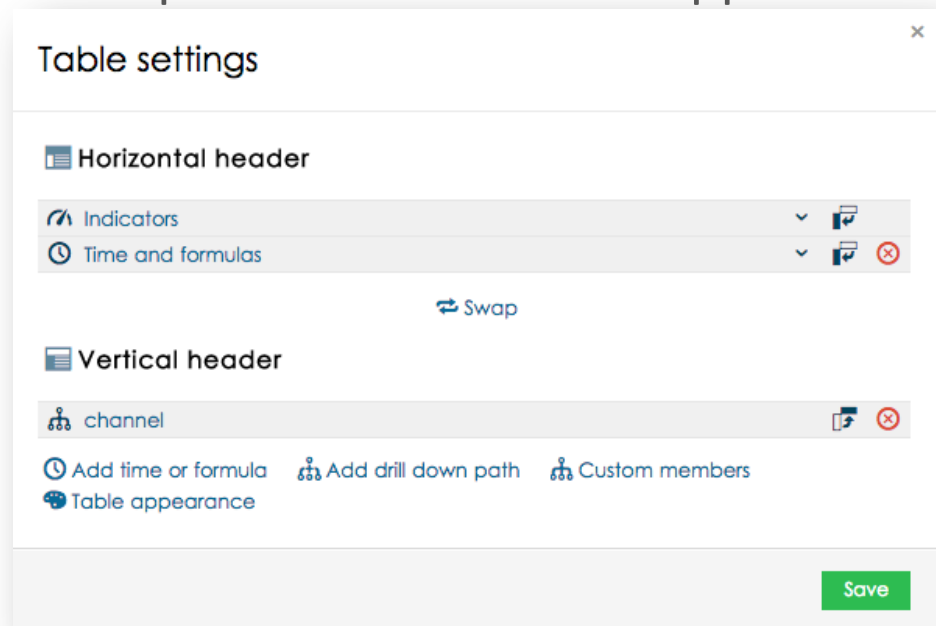 Table settings
×
Horizontal header
Indicators
Time and formulas
Swap
Vertical header
channel
Add time or formula Add drill down path Custom members
Table appearance
Save